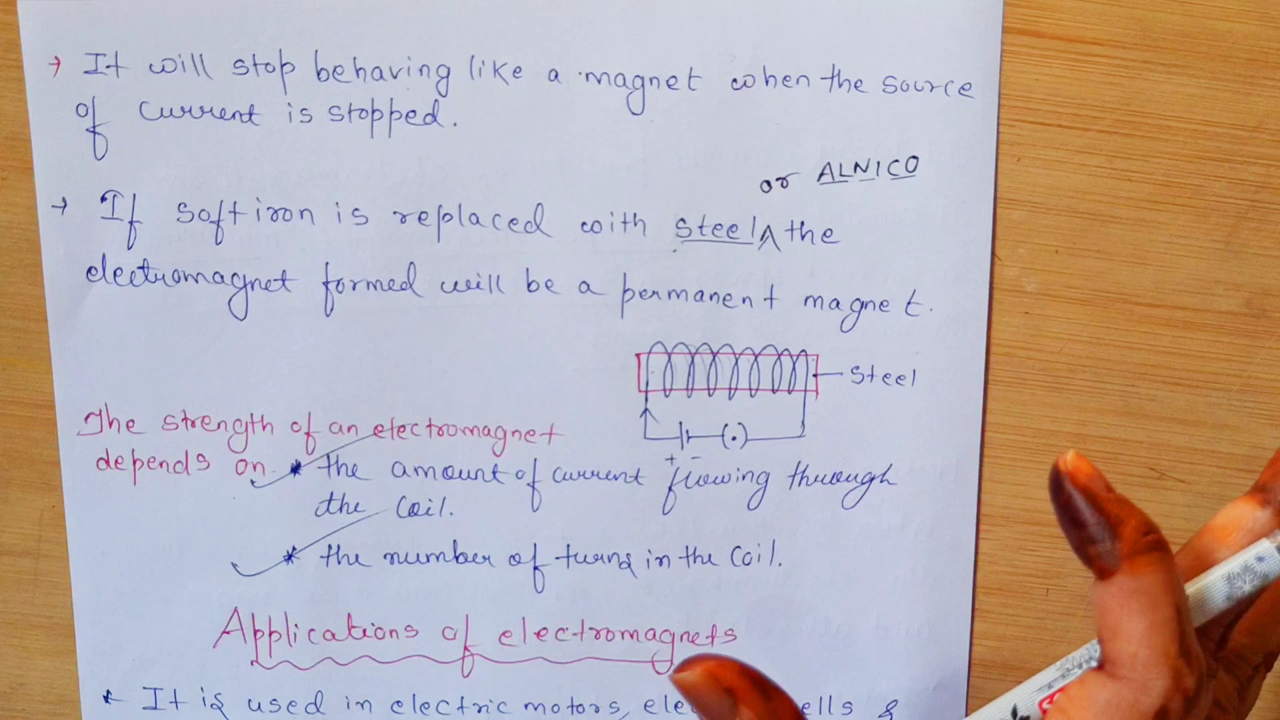 → It will stop behaving like a magnet when the source
of current is stopped.
or ALNICO
→ If soft iron is replaced with steel ^ the
electromagnet formed will be a permanent magnet.
Steel
The strength of an electromagnet
depends on * the amount of current flowing through
+ -
the coil.
* the number of turns in the coil.
Applications of electromagnets
* It is used in electric motors, &